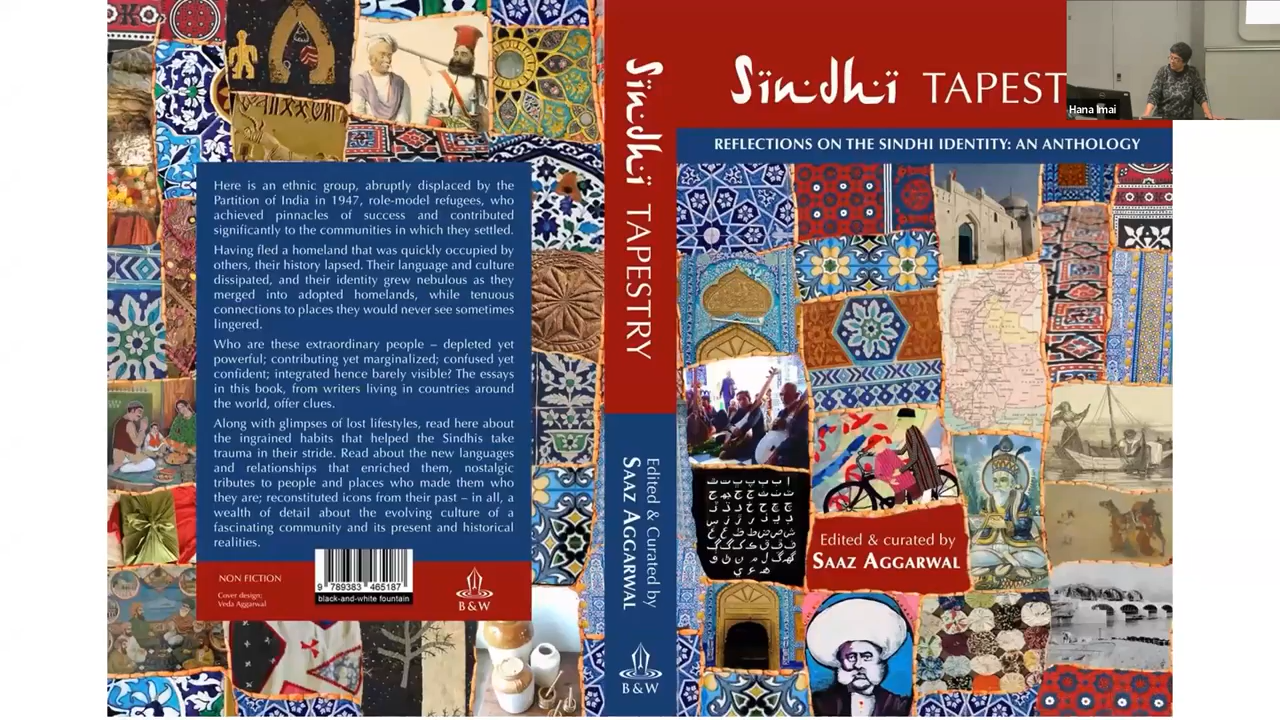 Here is an ethnic group, abruptly displaced by the
Partition of India in 1947, role-model refugees, who
achieved pinnacles of success and contributed
significantly to the communities in which they settled.
Having fled a homeland that was quickly occupied by
others, their history lapsed. Their language and culture
dissipated, and their identity grew nebulous as they
merged into adopted homelands, while tenuous
connections to places they would never see sometimes
lingered.
Who are these extraordinary people – depleted yet
powerful; contributing yet marginalized; confused yet
confident; integrated hence barely visible? The essays
in this book, from writers living in countries around
the world, offer clues.
Along with glimpses of lost lifestyles, read here about
the ingrained habits that helped the Sindhis take
trauma in their stride. Read about the new languages
and relationships that enriched them, nostalgic
tributes to people and places who made them who
they are; reconstituted icons from their past – in all, a
wealth of detail about the evolving culture of a
fascinating community and its present and historical
realities.
NON FICTION
Cover design:
Veda Aggarwal
9 789383 465187
black-and-white fountain
B&W
Sïndhï TAPESTRY
Edited & Curated by
SAAZ AGGARWAL
B&W
Sïndhï TAPEST
REFLECTIONS ON THE SINDHI IDENTITY: AN ANTHOLOGY
Edited & curated by
SAAZ AGGARWAL
Hana Imai